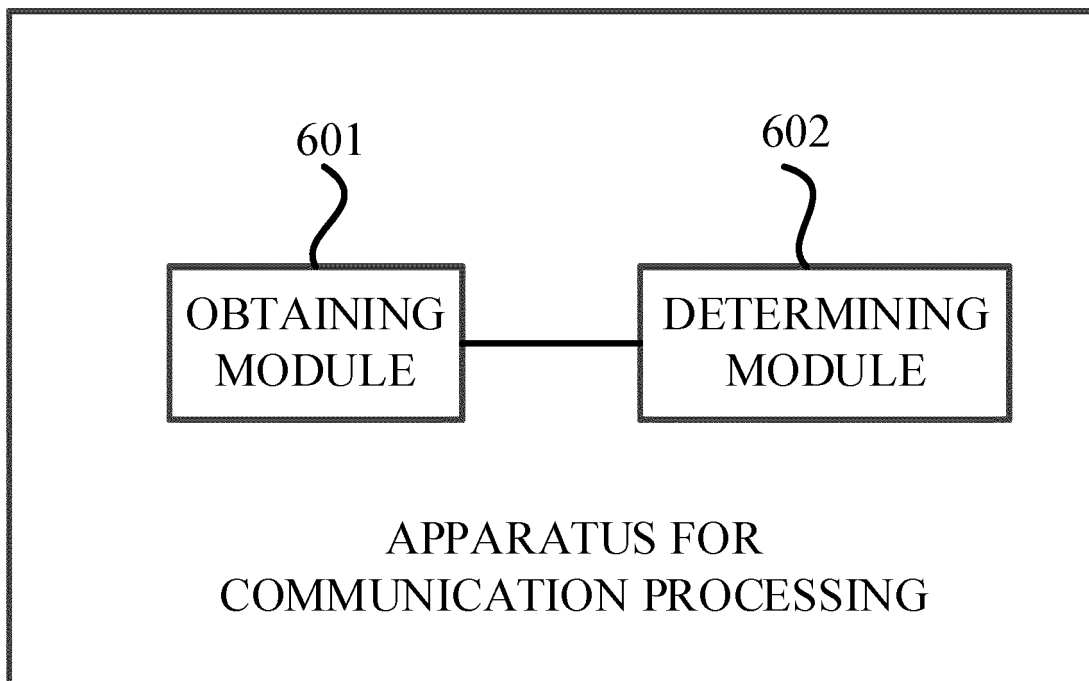 601
602
OBTAINING
MODULE
DETERMINING
MODULE
APPARATUS FOR
COMMUNICATION PROCESSING